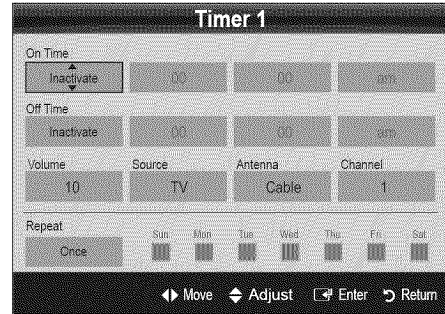 Timer 1
On Time
Inactivate 00 00 am
Off Time
Inactivate 00 00 am
Volume Source Antenna Channel
10 TV Cable 1
Repeat Sun Mon Tue Wed Thu Fri Sat
Once
Move Adjust Enter Return